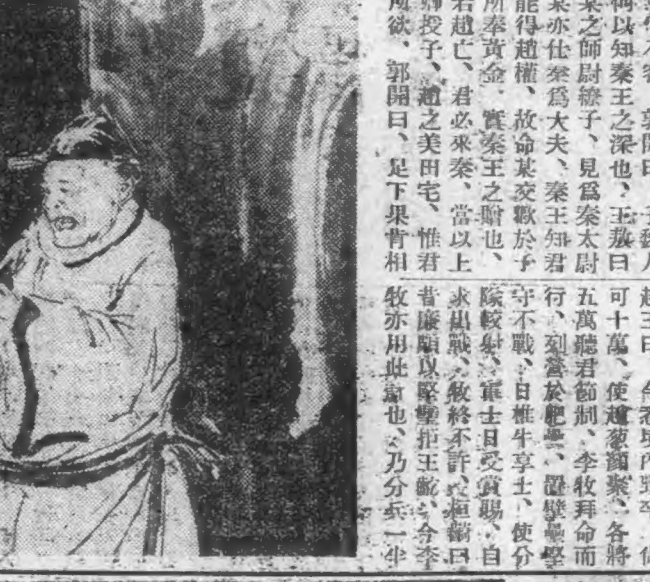 何以知秦王之深也、王敖曰
某之師尉繚子、見爲秦太尉
某亦仕秦爲大夫、秦王知君
能得趙權、故命某交歡於子
所奉黃金、實秦王之贈也、
若趙亡、君必來秦、當以上
師授子、趙之美田宅、惟君
所欲、郭開曰、足下果肯相
可十萬、使趙葱顏聚、各將
五萬聽君節制、李牧拜命而
行、列營於肥壘、置壁壘堅
守不戰、日椎牛享士、使分
隊較射、軍士日受賞賜、自
求出戰、牧終不許、桓齮曰
昔廉頗以堅壁拒王齕、今李
牧亦用此計也、乃分兵一半